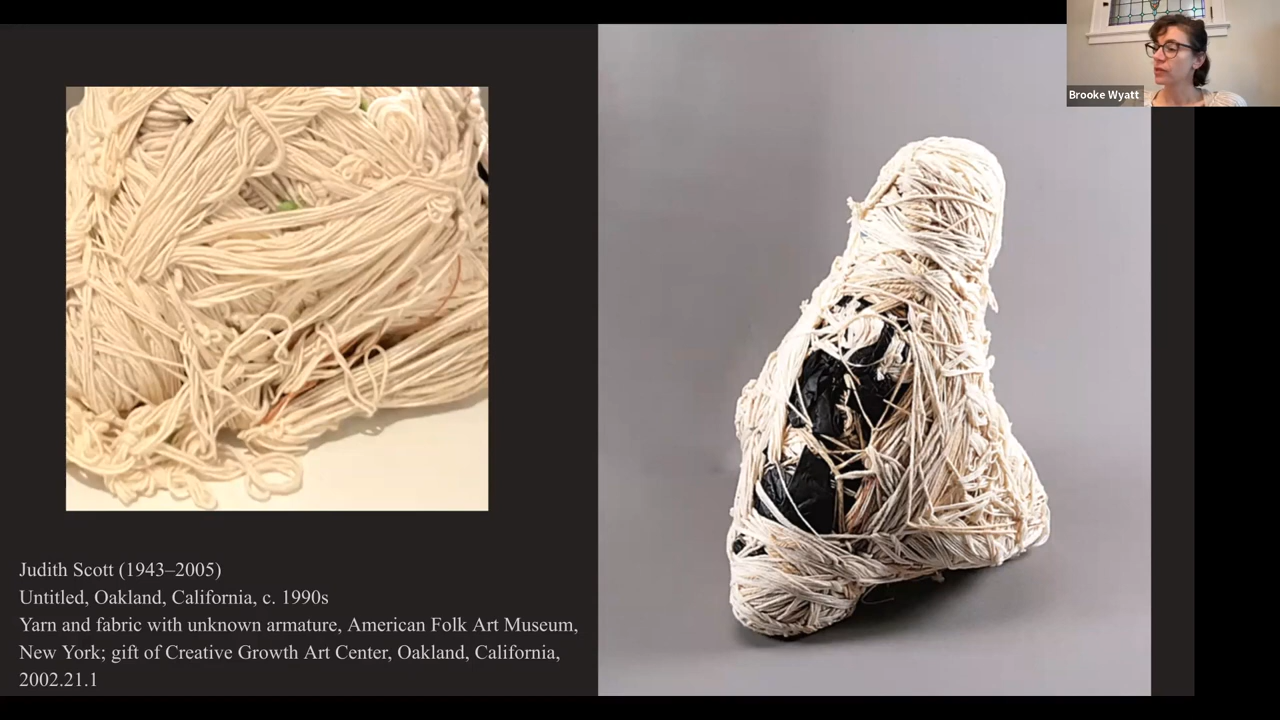 Brooke Wyatt
Judith Scott (1943–2005)
Untitled, Oakland, California, c. 1990s
Yarn and fabric with unknown armature, American Folk Art Museum,
New York; gift of Creative Growth Art Center, Oakland, California,
2002.21.1